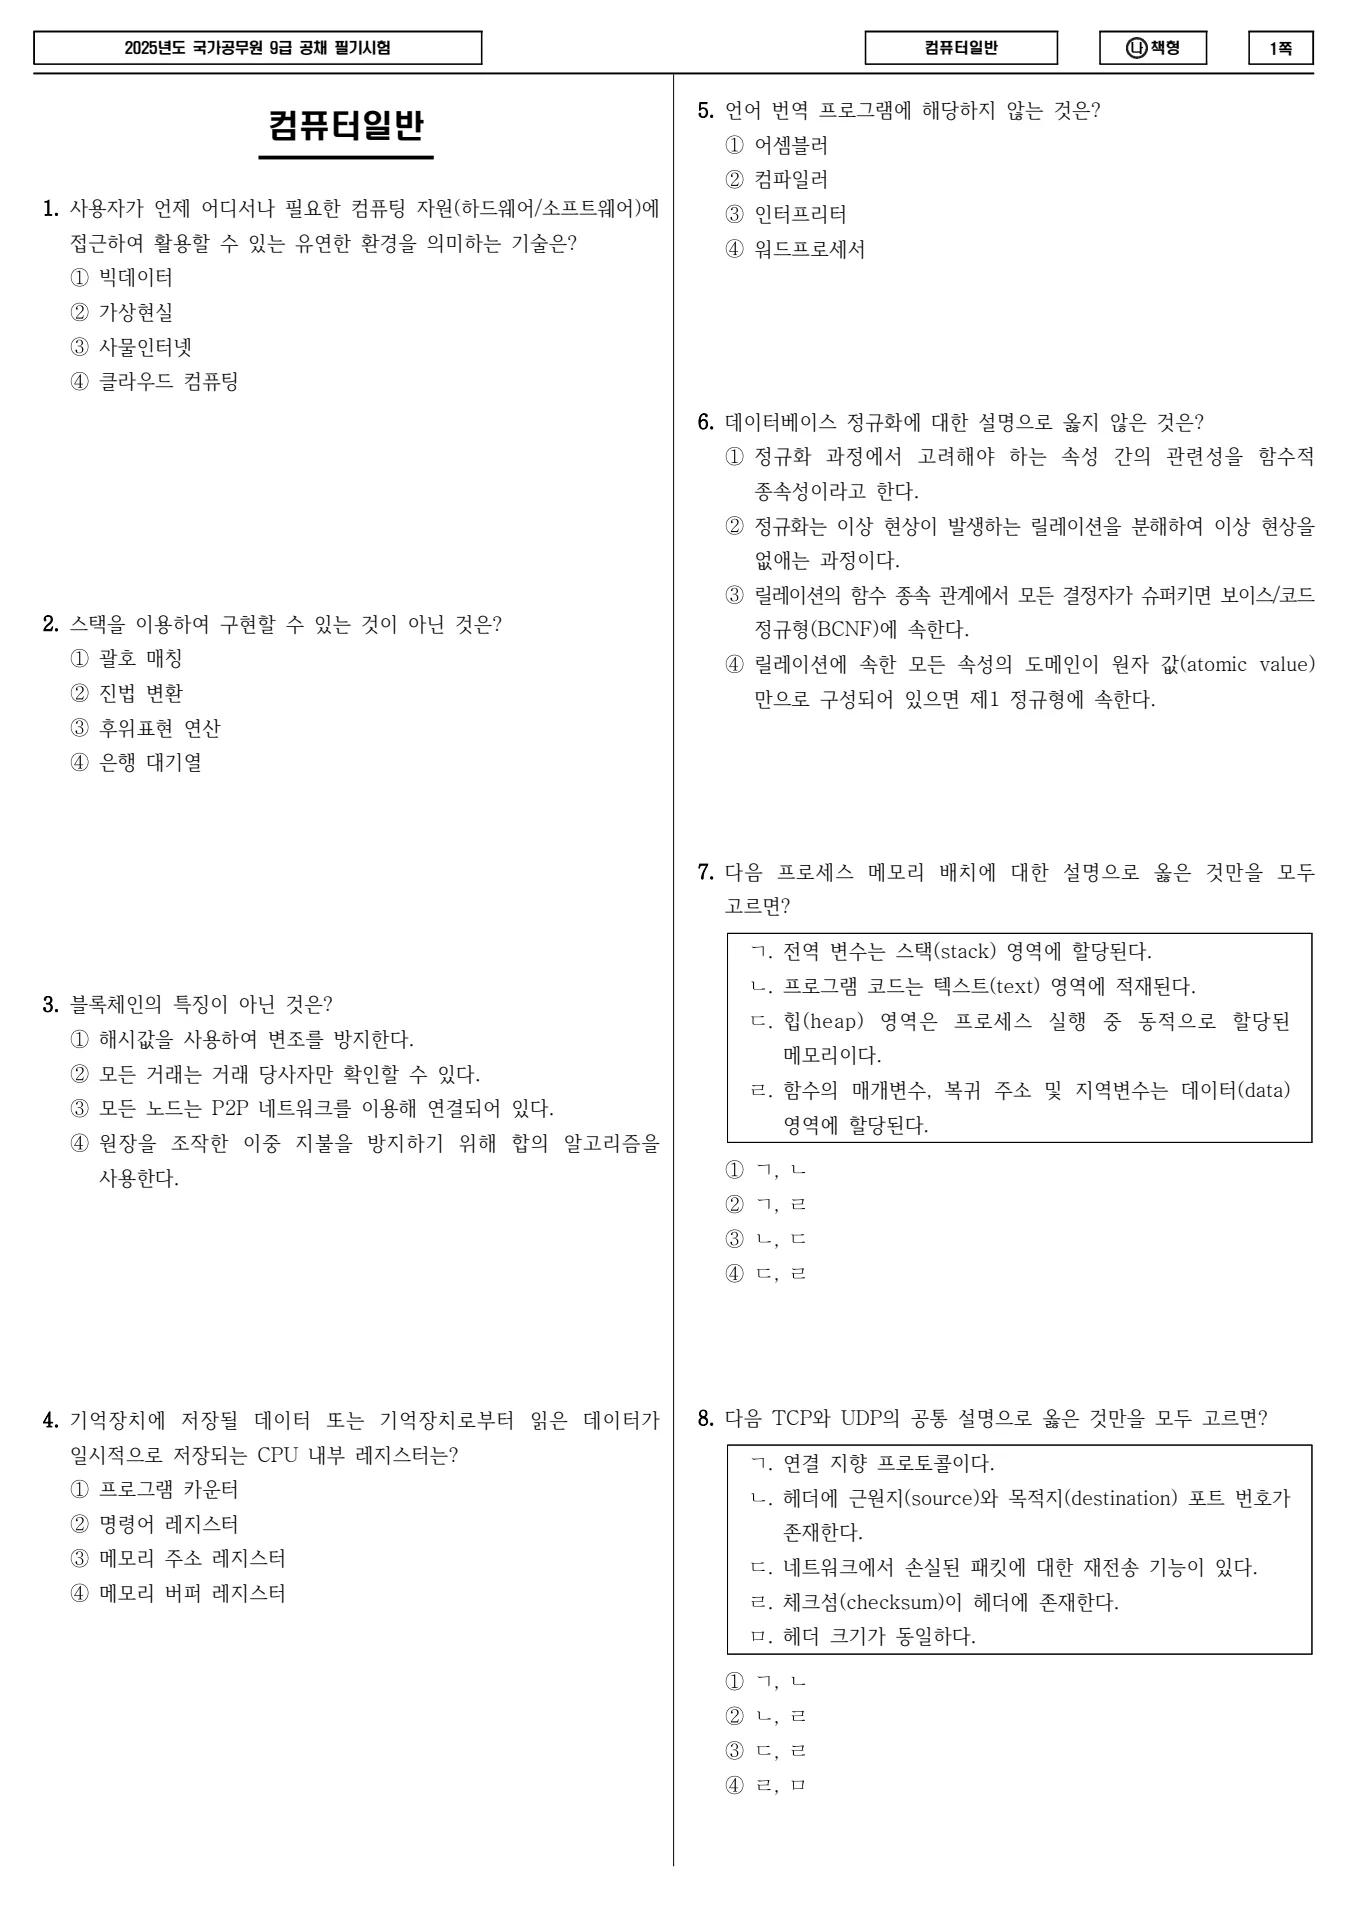 2025년도 국가공무원 9급 공채 필기시험
컴퓨터일반
㉯책형
1쪽
컴퓨터일반
1. 사용자가 언제 어디서나 필요한 컴퓨팅 자원(하드웨어/소프트웨어)에
접근하여 활용할 수 있는 유연한 환경을 의미하는 기술은?
① 빅데이터
② 가상현실
③ 사물인터넷
④ 클라우드 컴퓨팅
2. 스택을 이용하여 구현할 수 있는 것이 아닌 것은?
① 괄호 매칭
② 진법 변환
③ 후위표현 연산
④ 은행 대기열
3. 블록체인의 특징이 아닌 것은?
① 해시값을 사용하여 변조를 방지한다.
② 모든 거래는 거래 당사자만 확인할 수 있다.
③ 모든 노드는 P2P 네트워크를 이용해 연결되어 있다.
④ 원장을 조작한 이중 지불을 방지하기 위해 합의 알고리즘을
사용한다.
4. 기억장치에 저장될 데이터 또는 기억장치로부터 읽은 데이터가
일시적으로 저장되는 CPU 내부 레지스터는?
① 프로그램 카운터
② 명령어 레지스터
③ 메모리 주소 레지스터
④ 메모리 버퍼 레지스터
5. 언어 번역 프로그램에 해당하지 않는 것은?
① 어셈블러
② 컴파일러
③ 인터프리터
④ 워드프로세서
6. 데이터베이스 정규화에 대한 설명으로 옳지 않은 것은?
① 정규화 과정에서 고려해야 하는 속성 간의 관련성을 함수적
종속성이라고 한다.
② 정규화는 이상 현상이 발생하는 릴레이션을 분해하여 이상 현상을
없애는 과정이다.
③ 릴레이션의 함수 종속 관계에서 모든 결정자가 슈퍼키면 보이스/코드
정규형(BCNF)에 속한다.
④ 릴레이션에 속한 모든 속성의 도메인이 원자 값(atomic value)
만으로 구성되어 있으면 제1 정규형에 속한다.
7. 다음 프로세스 메모리 배치에 대한 설명으로 옳은 것만을 모두
고르면?
ㄱ. 전역 변수는 스택(stack) 영역에 할당된다.
ㄴ. 프로그램 코드는 텍스트(text) 영역에 적재된다.
ㄷ. 힙(heap) 영역은 프로세스 실행 중 동적으로 할당된
메모리이다.
ㄹ. 함수의 매개변수, 복귀 주소 및 지역변수는 데이터(data)
영역에 할당된다.
① ㄱ, ㄴ
② ㄱ, ㄹ
③ ㄴ, ㄷ
④ ㄷ, ㄹ
8. 다음 TCP와 UDP의 공통 설명으로 옳은 것만을 모두 고르면?
ㄱ. 연결 지향 프로토콜이다.
ㄴ. 헤더에 근원지(source)와 목적지(destination) 포트 번호가
존재한다.
ㄷ. 네트워크에서 손실된 패킷에 대한 재전송 기능이 있다.
ㄹ. 체크섬(checksum)이 헤더에 존재한다.
ㅁ. 헤더 크기가 동일하다.
① ㄱ, ㄴ
② ㄴ, ㄹ
③ ㄷ, ㄹ
④ ㄹ, ㅁ